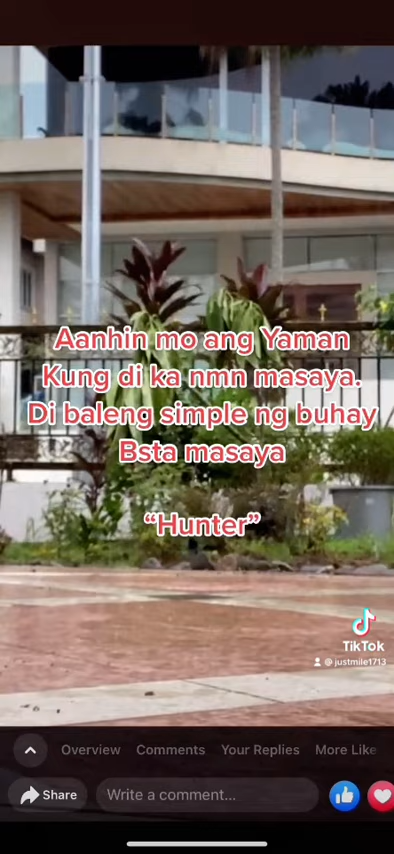 Aanhin mo ang Yaman
Kung di ka nmn masaya.
Di baleng simple ng buhay
Bsta masaya
“Hunter”
TikTok
@justmile1713
Overview Comments Your Replies More Like
Share Write a comment...